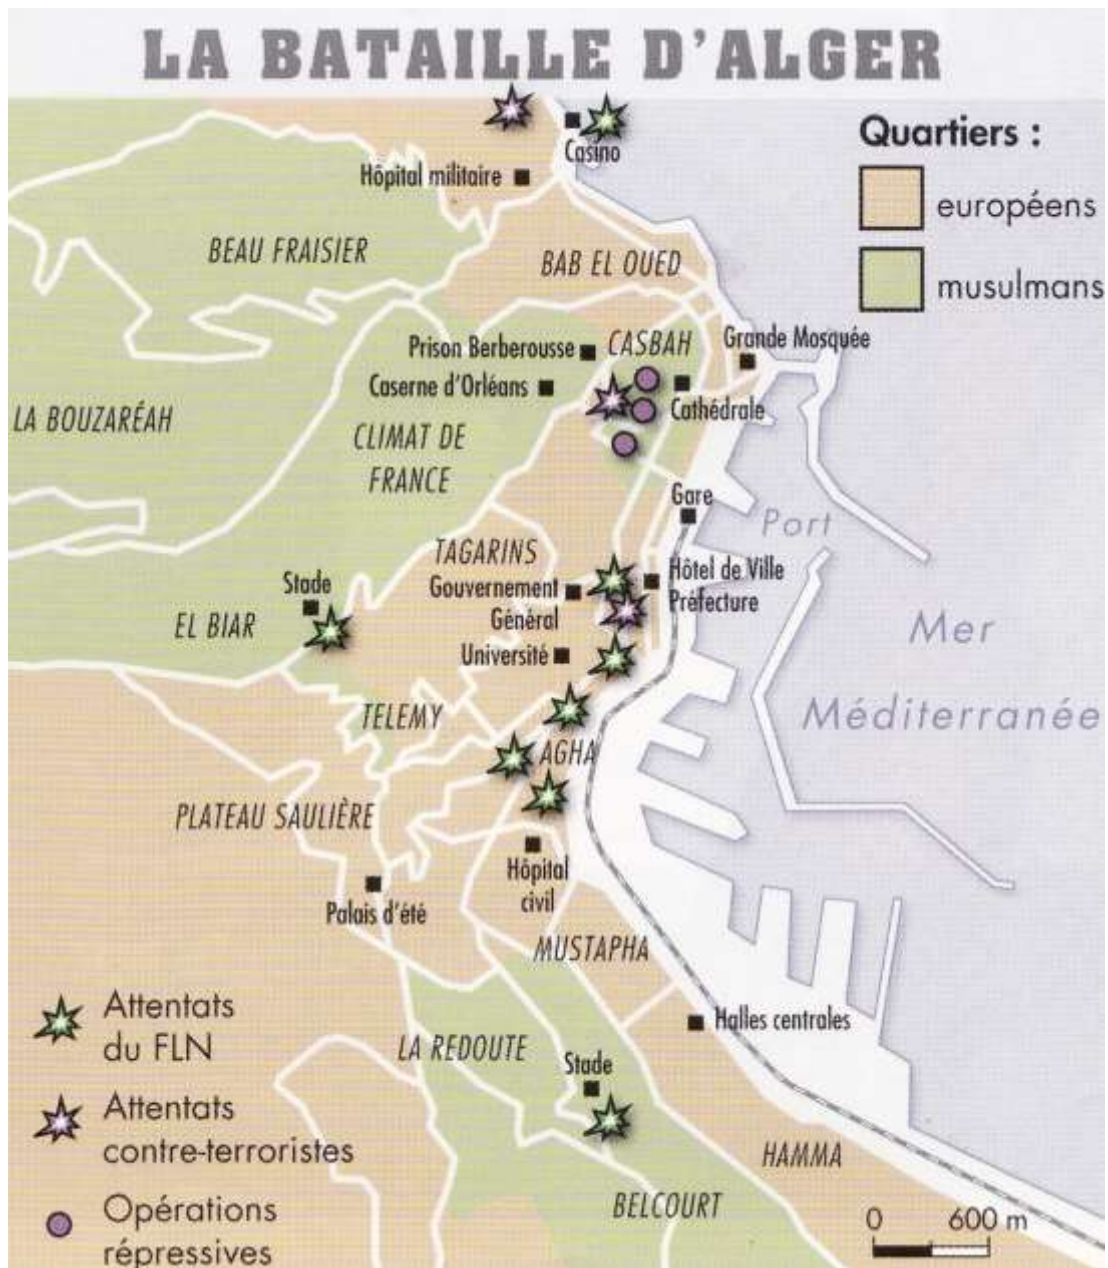 LA BATAILLE D'ALGER
Casino
Hôpital militaire
Quartiers :
européens
musulmans
BEAU FRAISIER
BAB EL OUED
Prison Berberousse
CASBAH
Grande Mosquée
Caserne d'Orléans
Cathédrale
LA BOUZARÉAH
CLIMAT DE
FRANCE
Gare
Port
TAGARINS
Stade
Gouvernement
Général
Hôtel de Ville
Préfecture
EL BIAR
Université
Mer
Méditerranée
TELEMY
AGHA
PLATEAU SAULIÈRE
Hôpital
civil
Palais d'été
MUSTAPHA
Attentats
du FLN
Halles centrales
LA REDOUTE
Stade
Attentats
contre-terroristes
HAMMA
BELCOURT
Opérations
répressives
0 600 m